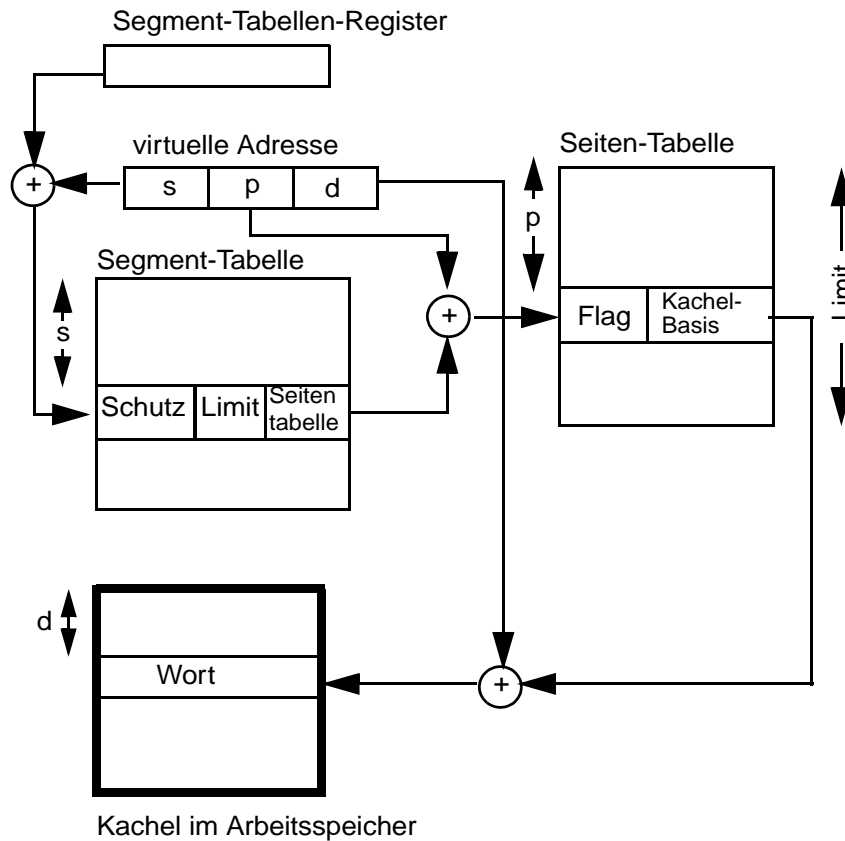 Segment-Tabellen-Register
virtuelle Adresse
Seiten-Tabelle
+
s
p
d
p
Limit
Segment-Tabelle
s
+
Flag
Kachel-
Basis
Schutz
Limit
Seiten
tabelle
d
Wort
+
Kachel im Arbeitsspeicher